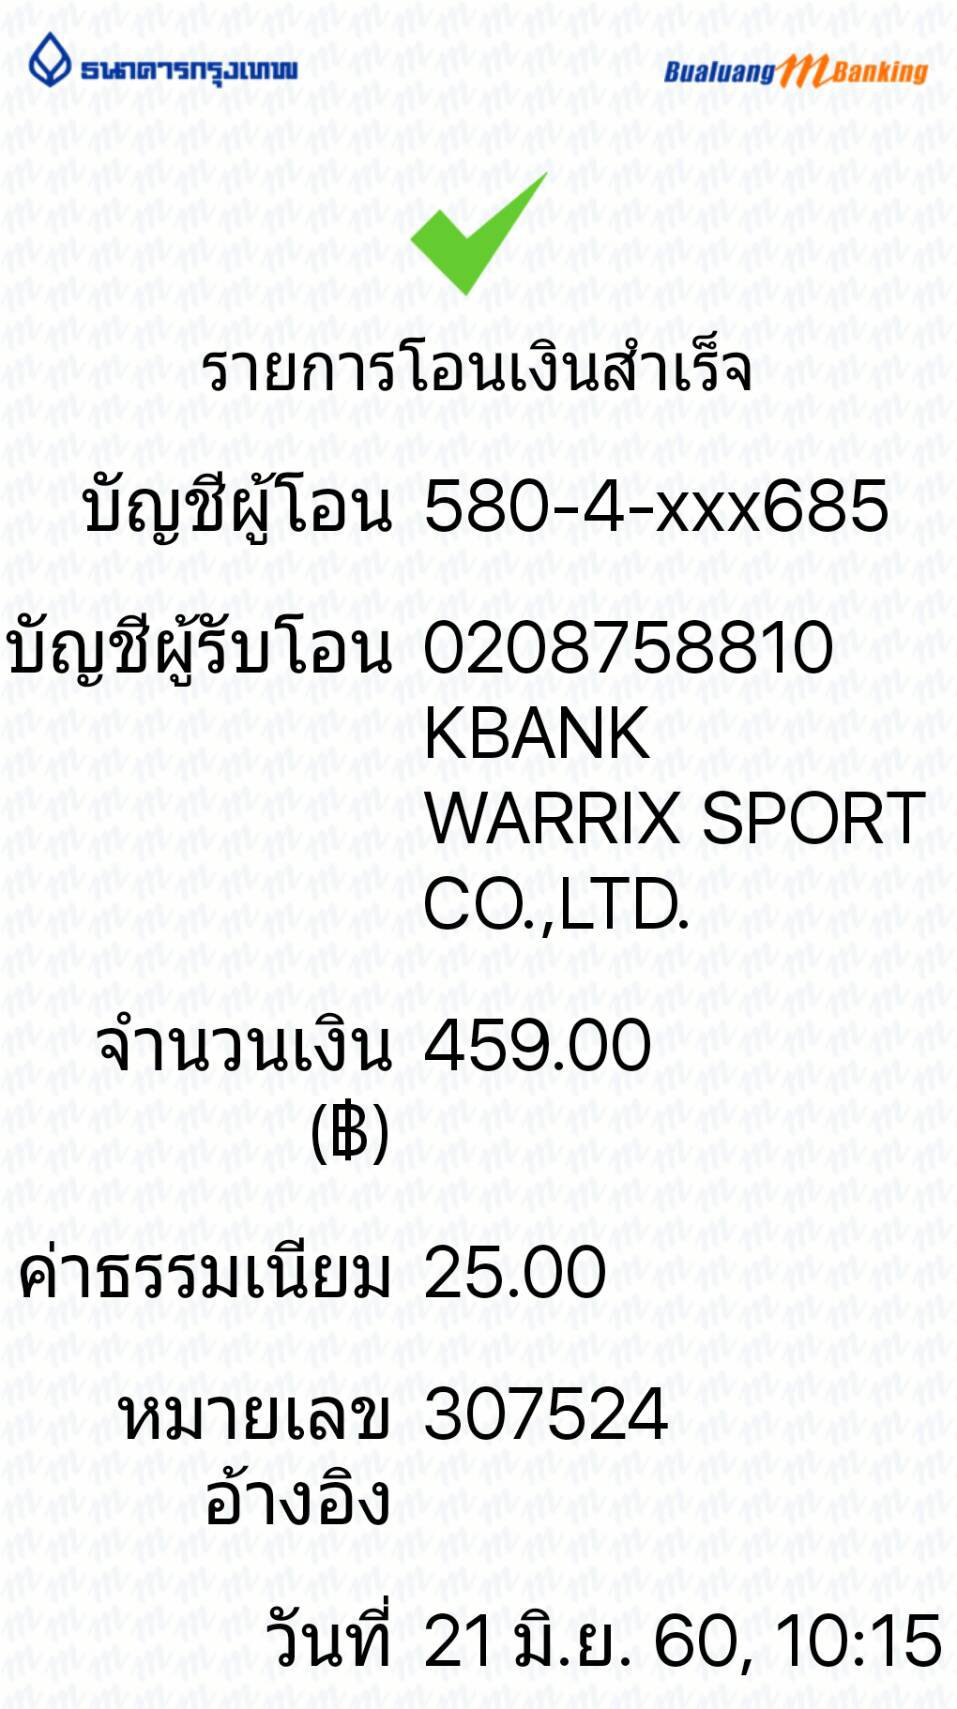 ธนาคารกรุงเทพ
Bualuang mBanking
รายการโอนเงินสำเร็จ
บัญชีผู้โอน 580-4-xxx685
บัญชีผู้รับโอน 0208758810
KBANK
WARRIX SPORT
CO.,LTD.
จำนวนเงิน 459.00
(฿)
ค่าธรรมเนียม 25.00
หมายเลข 307524
อ้างอิง
วันที่ 21 มิ.ย. 60, 10:15